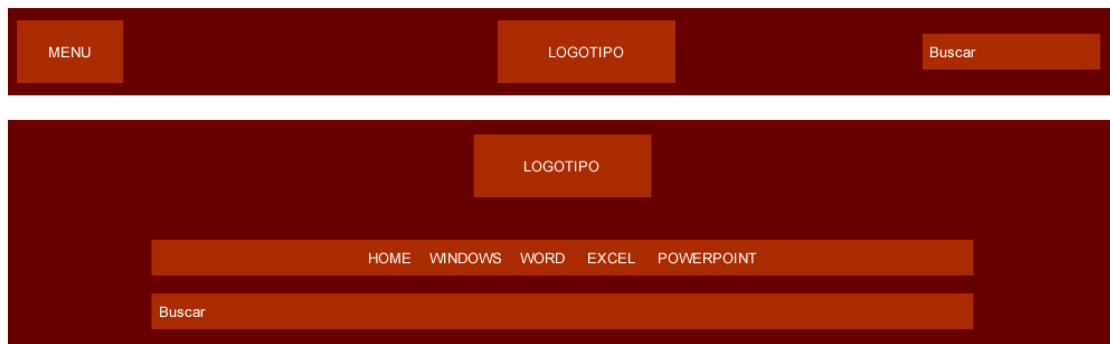 MENU LOGOTIPO Buscar
LOGOTIPO
HOME WINDOWS WORD EXCEL POWERPOINT
Buscar